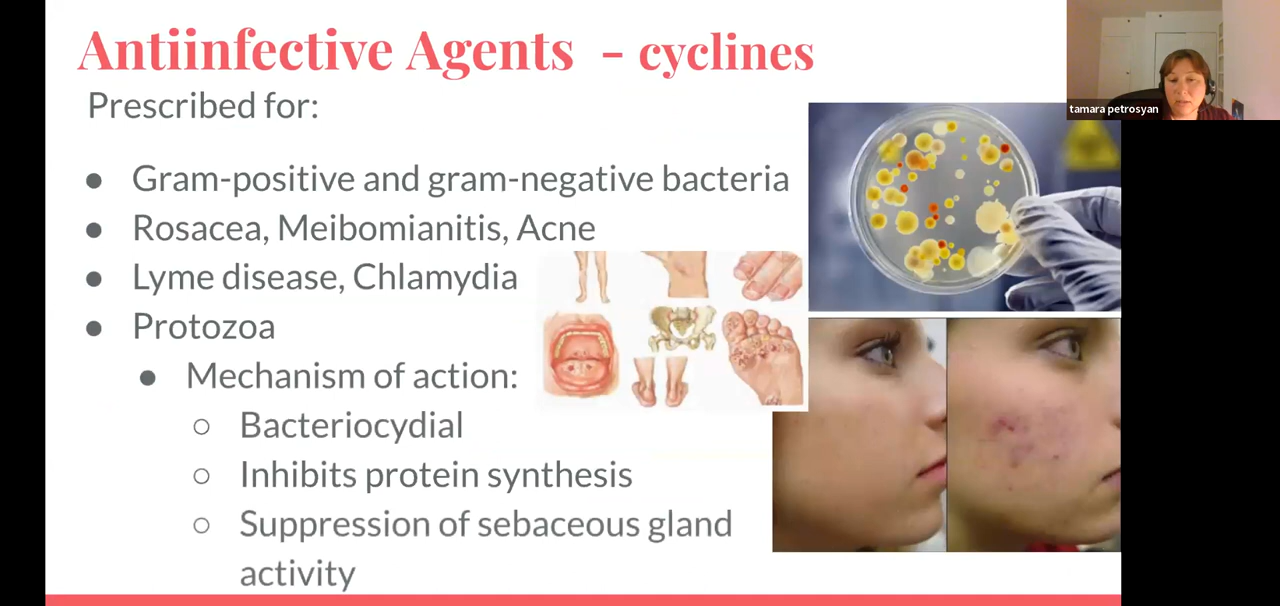 Antiinfective Agents - cyclines
tamara petrosyan
Prescribed for:
● Gram-positive and gram-negative bacteria
● Rosacea, Meibomianitis, Acne
● Lyme disease, Chlamydia
● Protozoa
● Mechanism of action:
○ Bacteriocydial
○ Inhibits protein synthesis
○ Suppression of sebaceous gland
activity